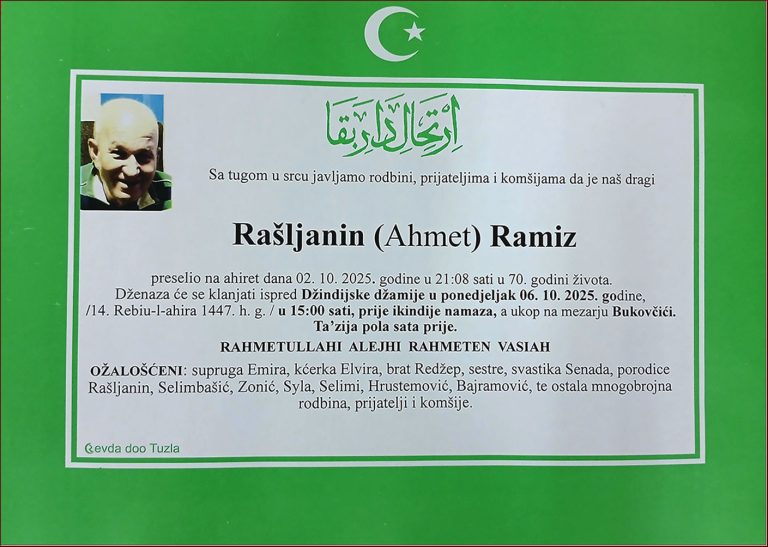 اِرْتِحَالِ دَارِ بَقَا
Sa tugom u srcu javljamo rodbini, prijateljima i komšijama da je naš dragi
Rašljanin (Ahmet) Ramiz
preselio na ahiret dana 02. 10. 2025. godine u 21:08 sati u 70. godini života.
Dženaza će se klanjati ispred Džindijske džamije u ponedjeljak 06. 10. 2025. godine,
/14. Rebiu-l-ahira 1447. h. g. / u 15:00 sati, prije ikindije namaza, a ukop na mezarju Bukovčići.
Ta'zija pola sata prije.
RAHMETULLAHI ALEJHI RAHMETEN VASIAH
OŽALOŠĆENI: supruga Emira, kćerka Elvira, brat Redžep, sestre, svastika Senada, porodice
Rašljanin, Selimbašić, Zonić, Syla, Selimi, Hrustemović, Bajramović, te ostala mnogobrojna
rodbina, prijatelji i komšije.
Cevda doo Tuzla